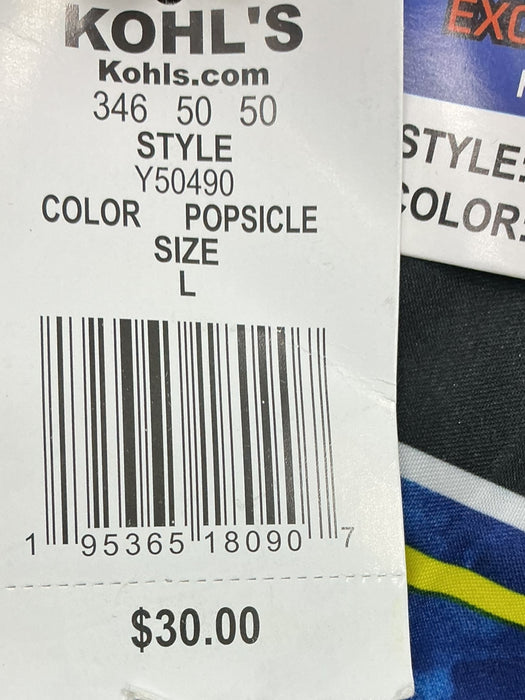 KOHL'S
Kohls.com
346 50 50
STYLE
Y50490
COLOR POPSICLE
SIZE
L
1 95365 18090 7
$30.00
EXC
STYLE:
COLOR: